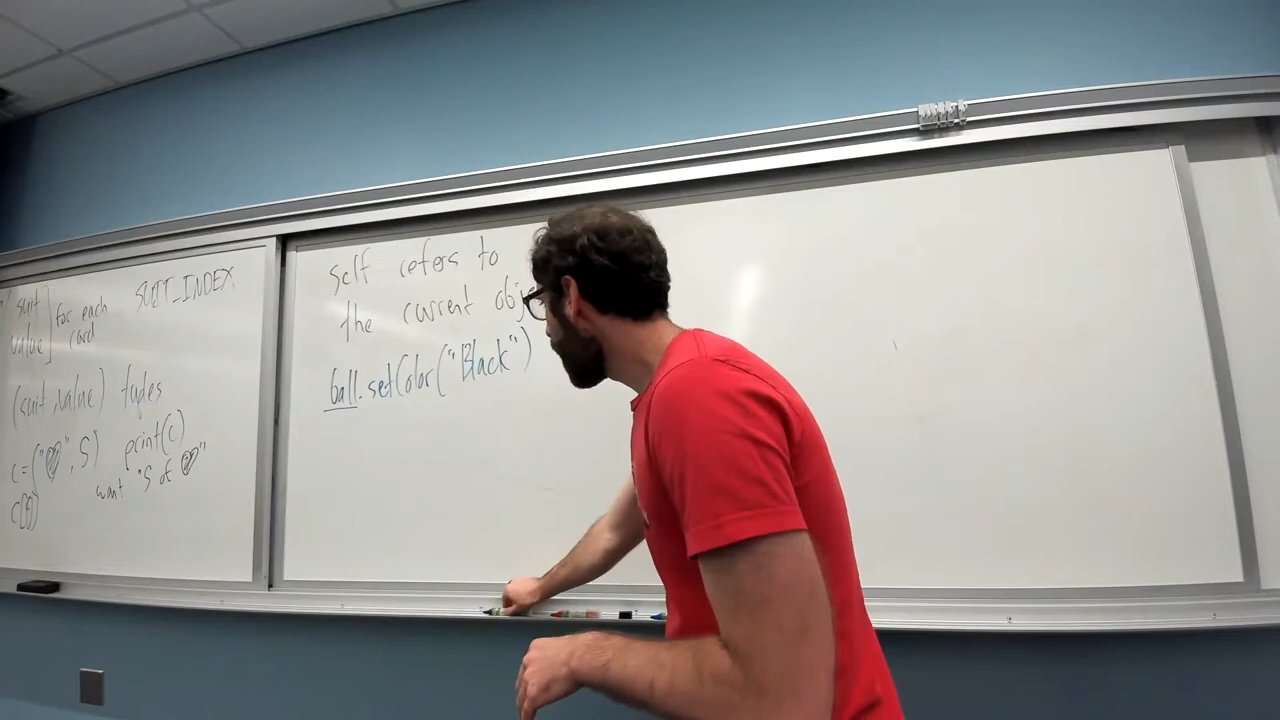 suit
value
for each
card
SUIT_INDEX
(suit, value) tuples
c = ("♡", 5) print(c)
want "5 of ♡"
self refers to
the current obj
ball.setColor("Black")